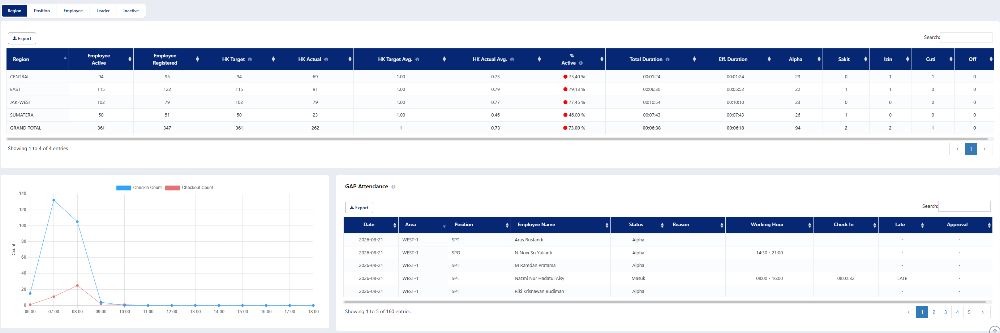 Region Position Employee Leader Inactive
Export Search:
Region Employee Active Employee Registered HK Target HK Actual HK Target Avg. HK Actual Avg. % Active Total Duration Eff. Duration Alpha Sakit Izin Cuti Off
CENTRAL 94 95 94 69 1.00 0.73 73,40 % 00:01:24 00:01:24 23 0 1 1 0
EAST 115 122 115 91 1.00 0.79 79,13 % 00:06:30 00:05:52 22 1 1 0 0
JAK-WEST 102 79 102 79 1.00 0.77 77,45 % 00:10:54 00:10:10 23 0 0 0 0
SUMATERA 50 51 50 23 1.00 0.46 46,00 % 00:07:43 00:07:43 26 1 0 0 0
GRAND TOTAL 361 347 361 262 1 0.73 73,00 % 00:06:38 00:06:18 94 2 2 1 0
Showing 1 to 4 of 4 entries
< 1 >
Checkin Count Checkout Count
140
120
100
80
60
40
20
0
Count
06:00 07:00 08:00 09:00 10:00 11:00 12:00 13:00 14:00 15:00 16:00 17:00 18:00
GAP Attendance
Export Search:
Date Area Position Employee Name Status Reason Working Hour Check In Late Approval
2026-08-21 WEST-1 SPT Arus Rustandi Alpha - -
2026-08-21 WEST-1 SPG N Novi Sri Yulianti Alpha 14:30 - 21:00 - -
2026-08-21 WEST-1 SPT M Ramdan Pratama Alpha - -
2026-08-21 WEST-1 SPT Nazmi Nur Hadatul Aisy Masuk 08:00 - 16:00 08:02:32 LATE -
2026-08-21 WEST-1 SPT Riki Krisnawan Budiman Alpha - -
Showing 1 to 5 of 160 entries
< 1 2 3 4 5 >